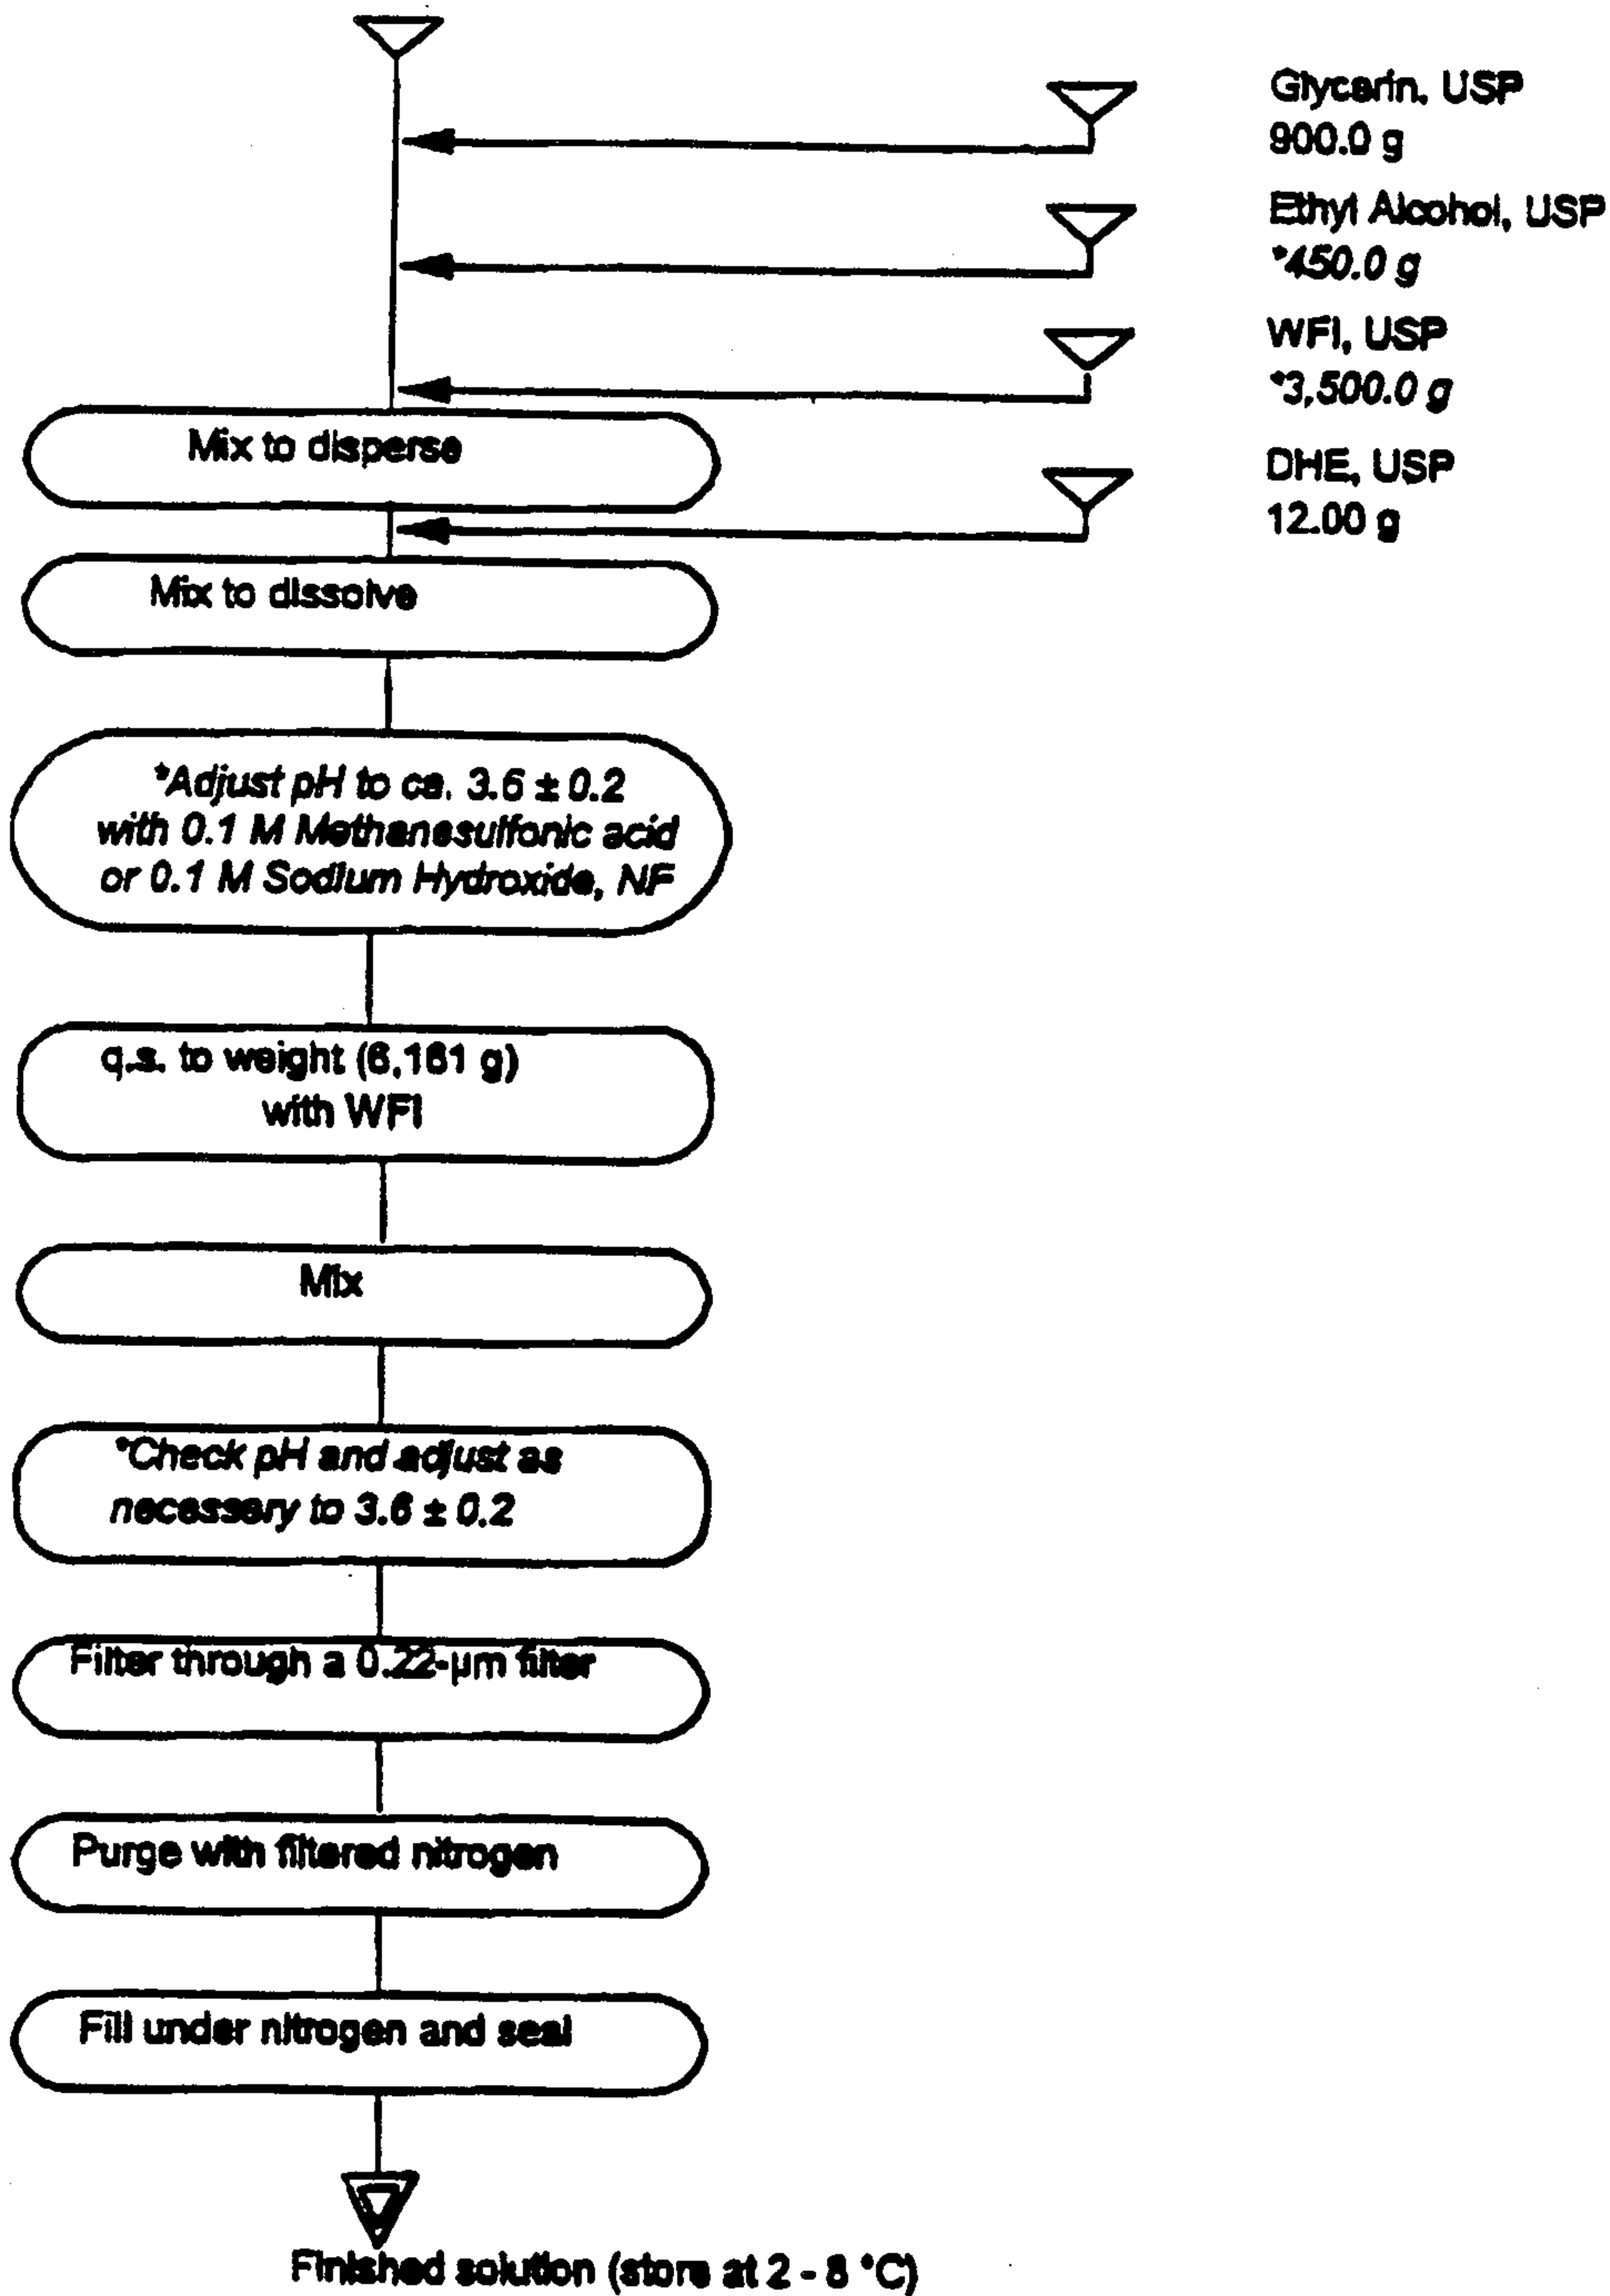 Glycerin, USP
900.0 g
Ethyl Alcohol, USP
*450.0 g
WFI, USP
*3,500.0 g
DHE, USP
12.00 g
Mix to disperse
Mix to dissolve
*Adjust pH to ca. 3.6 ± 0.2
with 0.1 M Methanesulfonic acid
or 0.1 M Sodium Hydroxide, NF
q.s. to weight (6,161 g)
with WFI
Mix
*Check pH and adjust as
necessary to 3.6 ± 0.2
Filter through a 0.22-µm filter
Purge with filtered nitrogen
Fill under nitrogen and seal
Finished solution (store at 2 - 8 °C)